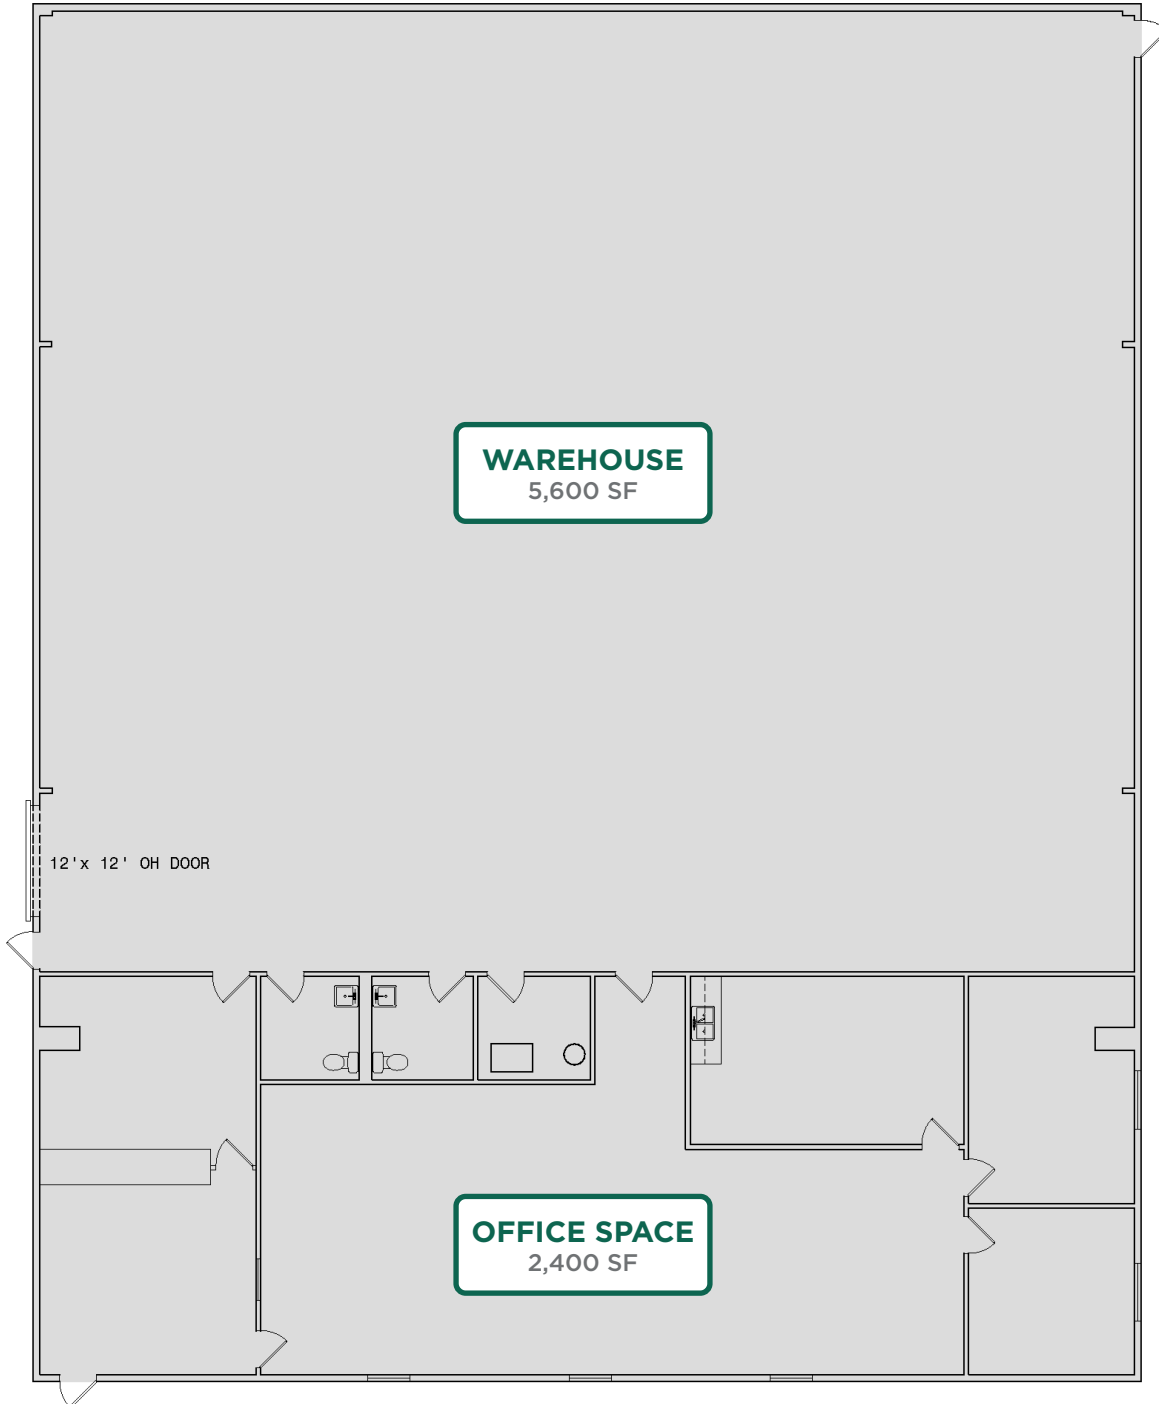 WAREHOUSE
5,600 SF
12'x 12' OH DOOR
OFFICE SPACE
2,400 SF